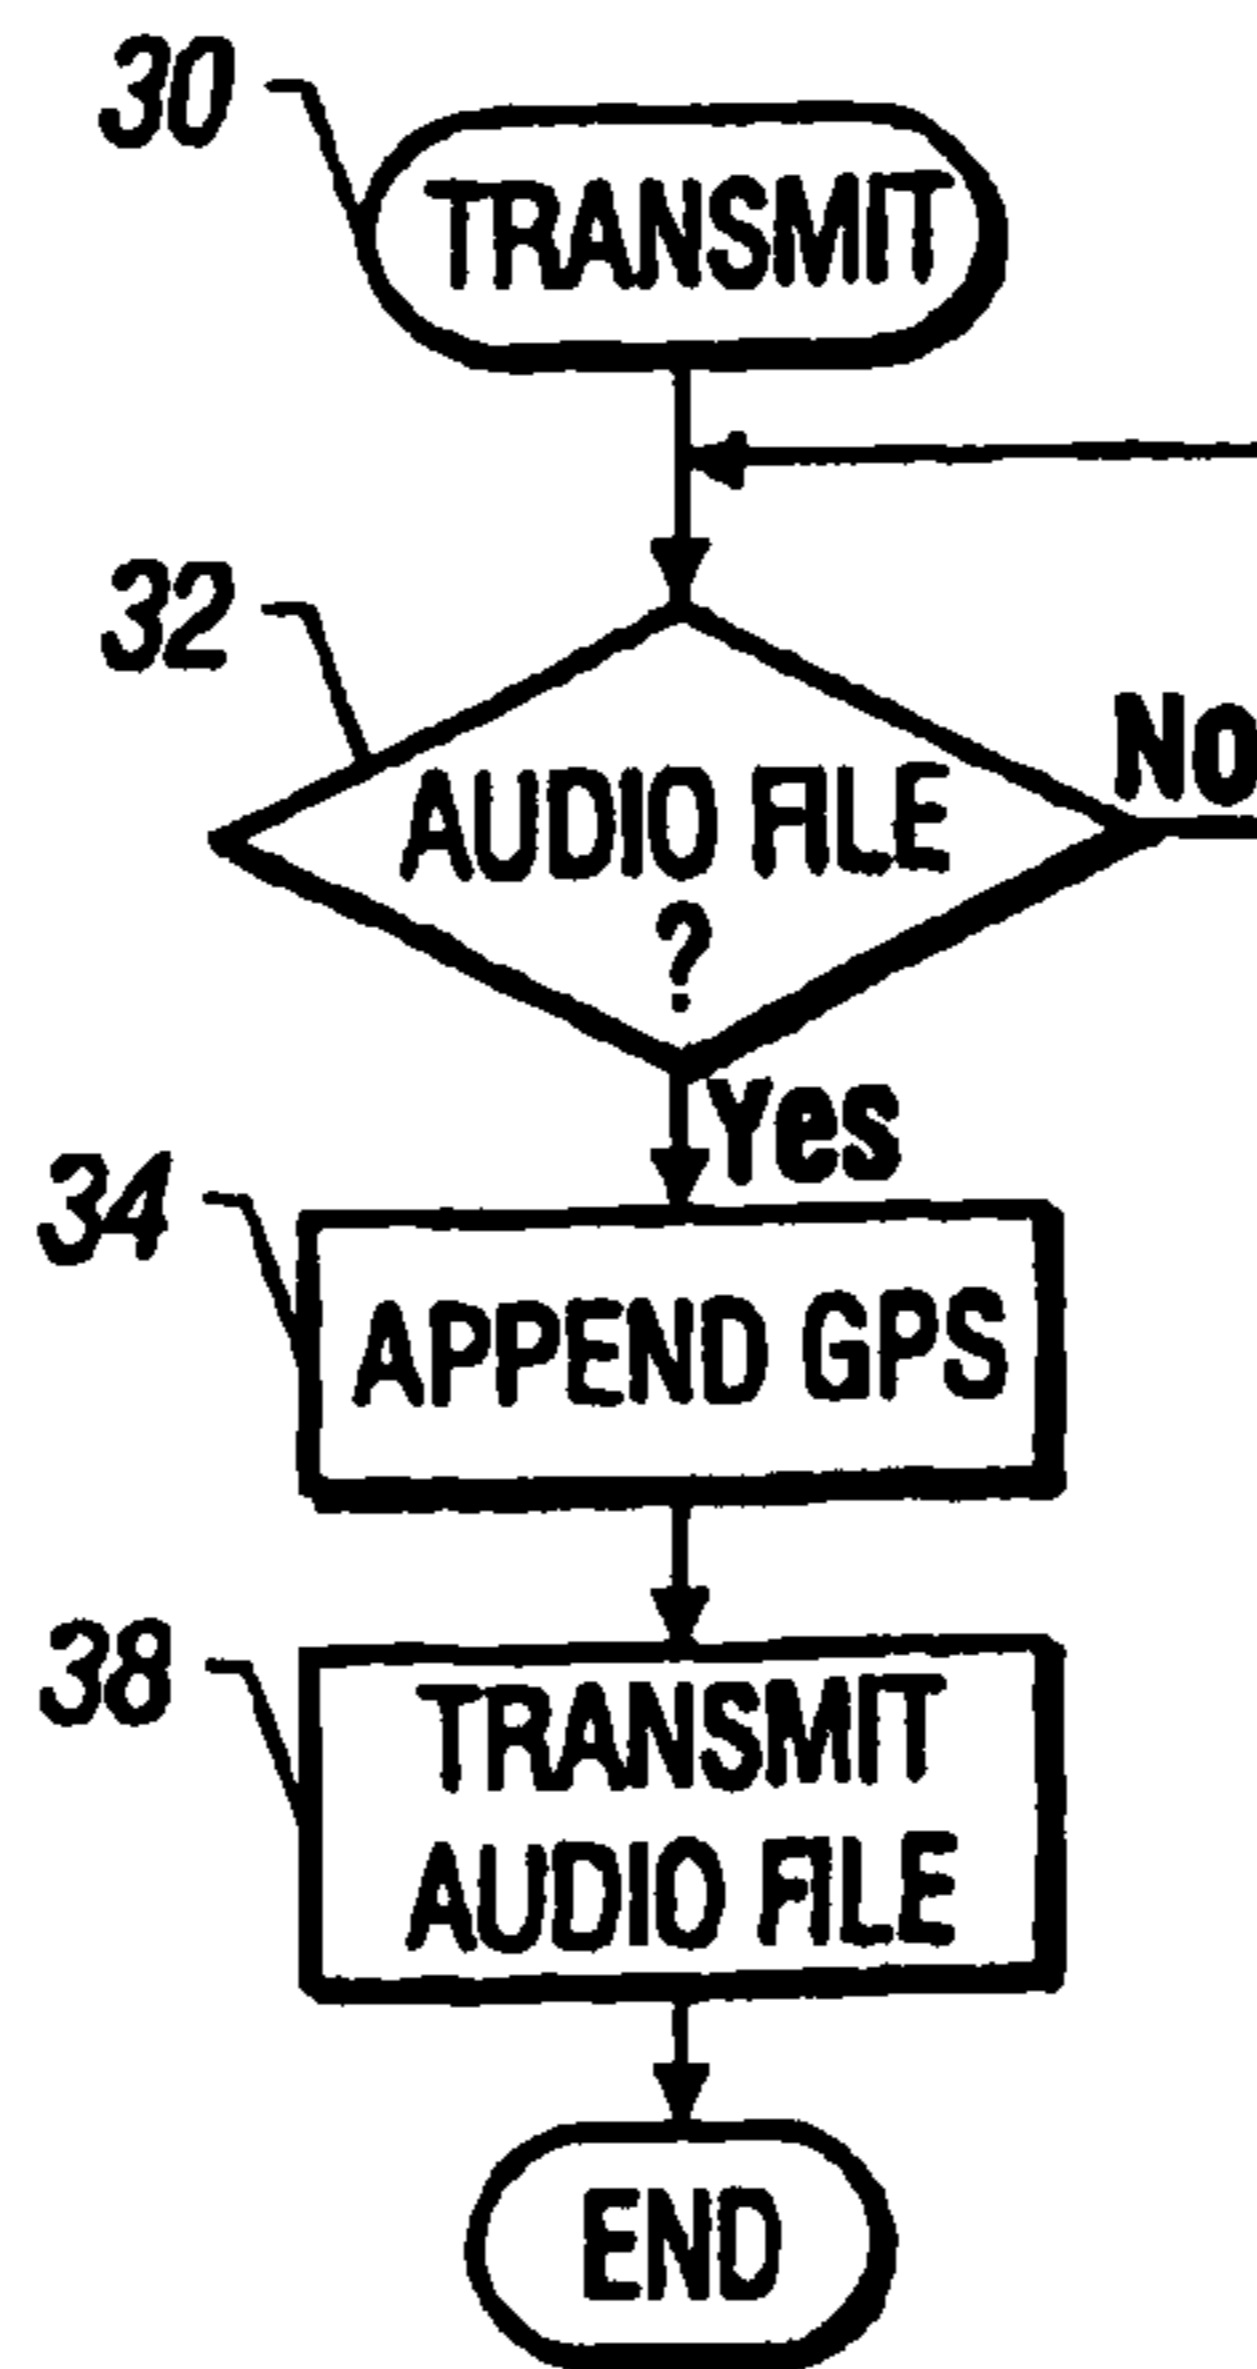 30
TRANSMIT
32
AUDIO FILE
?
No
Yes
34
APPEND GPS
38
TRANSMIT
AUDIO FILE
END